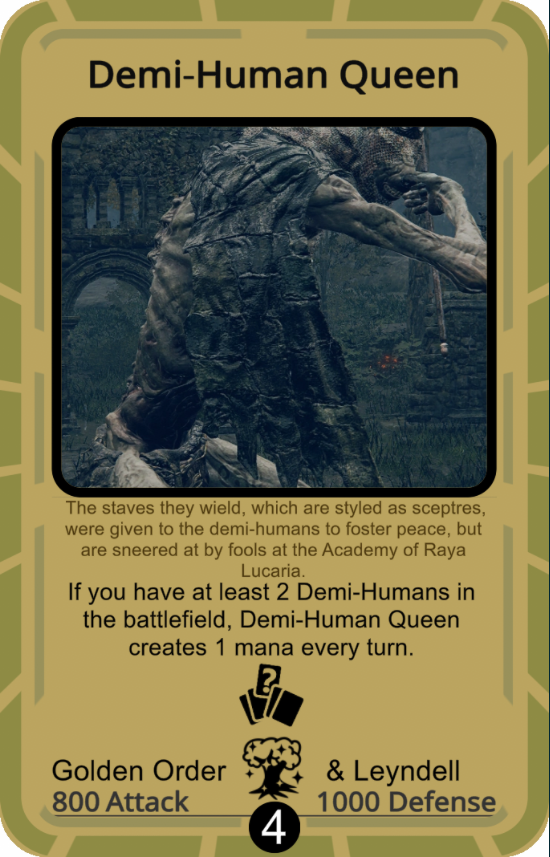 Demi-Human Queen
The staves they wield, which are styled as sceptres,
were given to the demi-humans to foster peace, but
are sneered at by fools at the Academy of Raya
Lucaria.
If you have at least 2 Demi-Humans in
the battlefield, Demi-Human Queen
creates 1 mana every turn.
?
Golden Order & Leyndell
800 Attack 1000 Defense
4